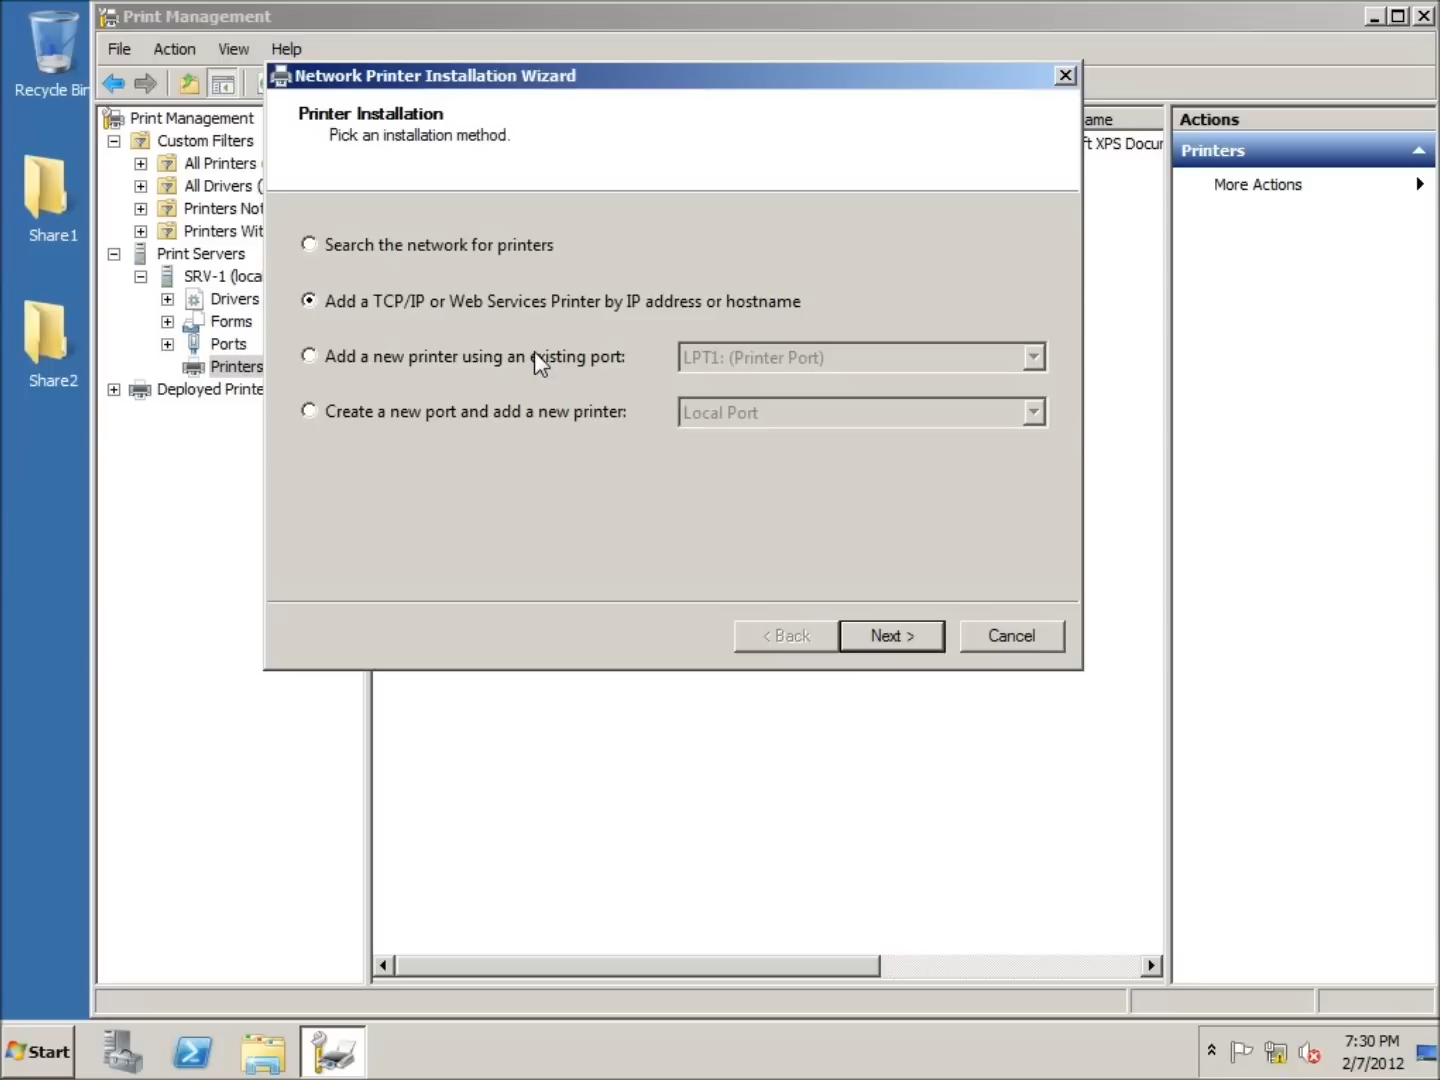 Print Management
File Action View Help
Recycle Bin
Share1
Share2
Print Management
Custom Filters
All Printers
All Drivers (
Printers Not
Printers Wit
Print Servers
SRV-1 (loca
Drivers
Forms
Ports
Printers
Deployed Printe
Network Printer Installation Wizard
Printer Installation
Pick an installation method.
Search the network for printers
Add a TCP/IP or Web Services Printer by IP address or hostname
Add a new printer using an existing port: LPT1: (Printer Port)
Create a new port and add a new printer: Local Port
< Back Next > Cancel
ame
ft XPS Docur
Actions
Printers
More Actions
Start
7:30 PM
2/7/2012